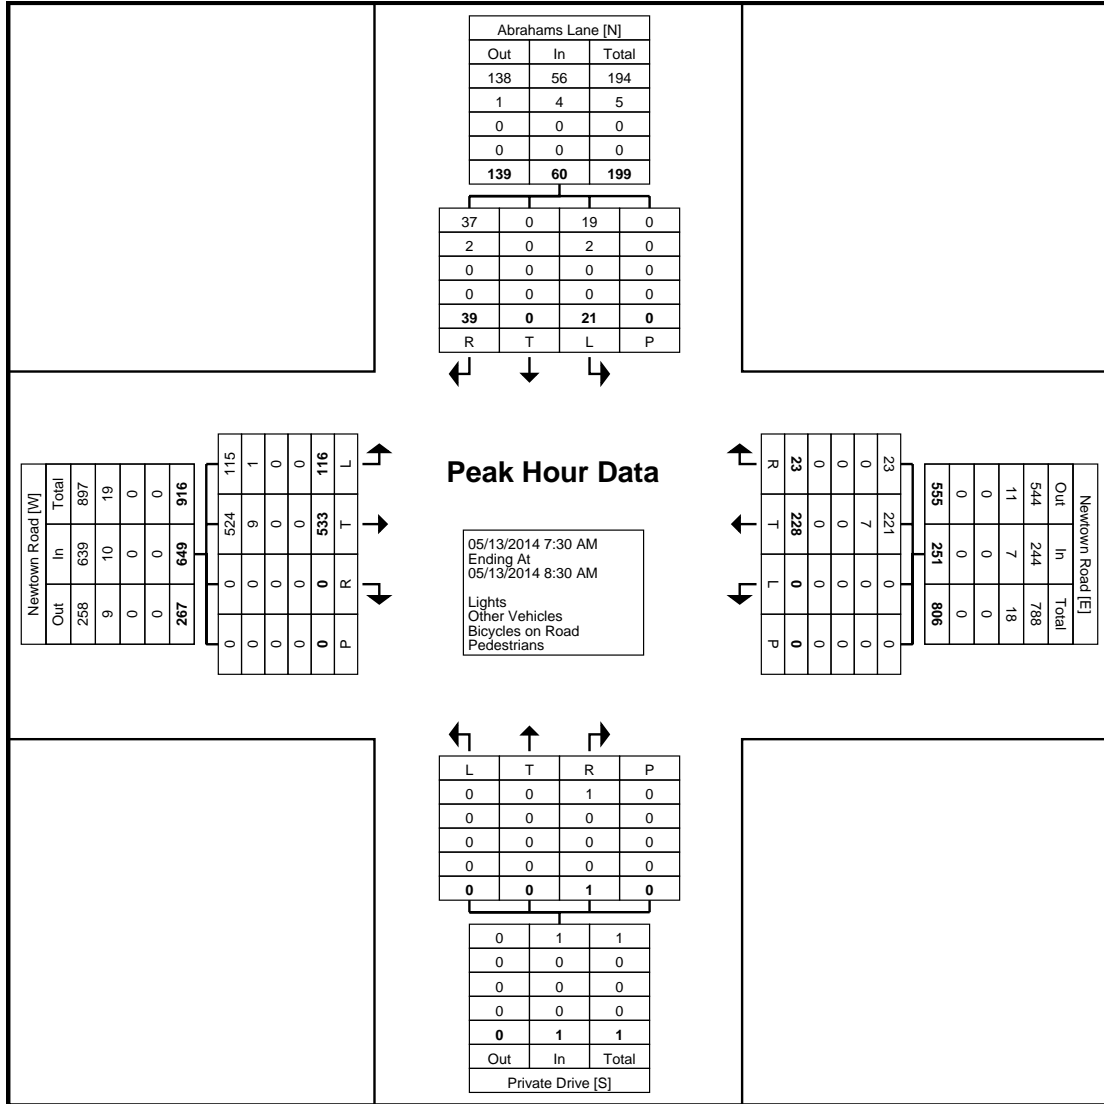 Abrahams Lane [N]
Out In Total
138 56 194
1 4 5
0 0 0
0 0 0
139 60 199
37 0 19 0
2 0 2 0
0 0 0 0
0 0 0 0
39 0 21 0
R T L P
Newtown Road [W]
Total In Out
897 639 258
19 10 9
0 0 0
0 0 0
916 649 267
115 524 0 0
1 9 0 0
0 0 0 0
0 0 0 0
116 533 0 0
L T R P
Peak Hour Data
05/13/2014 7:30 AM
Ending At
05/13/2014 8:30 AM
Lights
Other Vehicles
Bicycles on Road
Pedestrians
Newtown Road [E]
Out In Total
544 244 788
11 7 18
0 0 0
0 0 0
555 251 806
23 221 0 0
0 7 0 0
0 0 0 0
0 0 0 0
23 228 0 0
R T L P
L T R P
0 0 1 0
0 0 0 0
0 0 0 0
0 0 0 0
0 0 1 0
0 1 1
0 0 0
0 0 0
0 0 0
0 1 1
Out In Total
Private Drive [S]